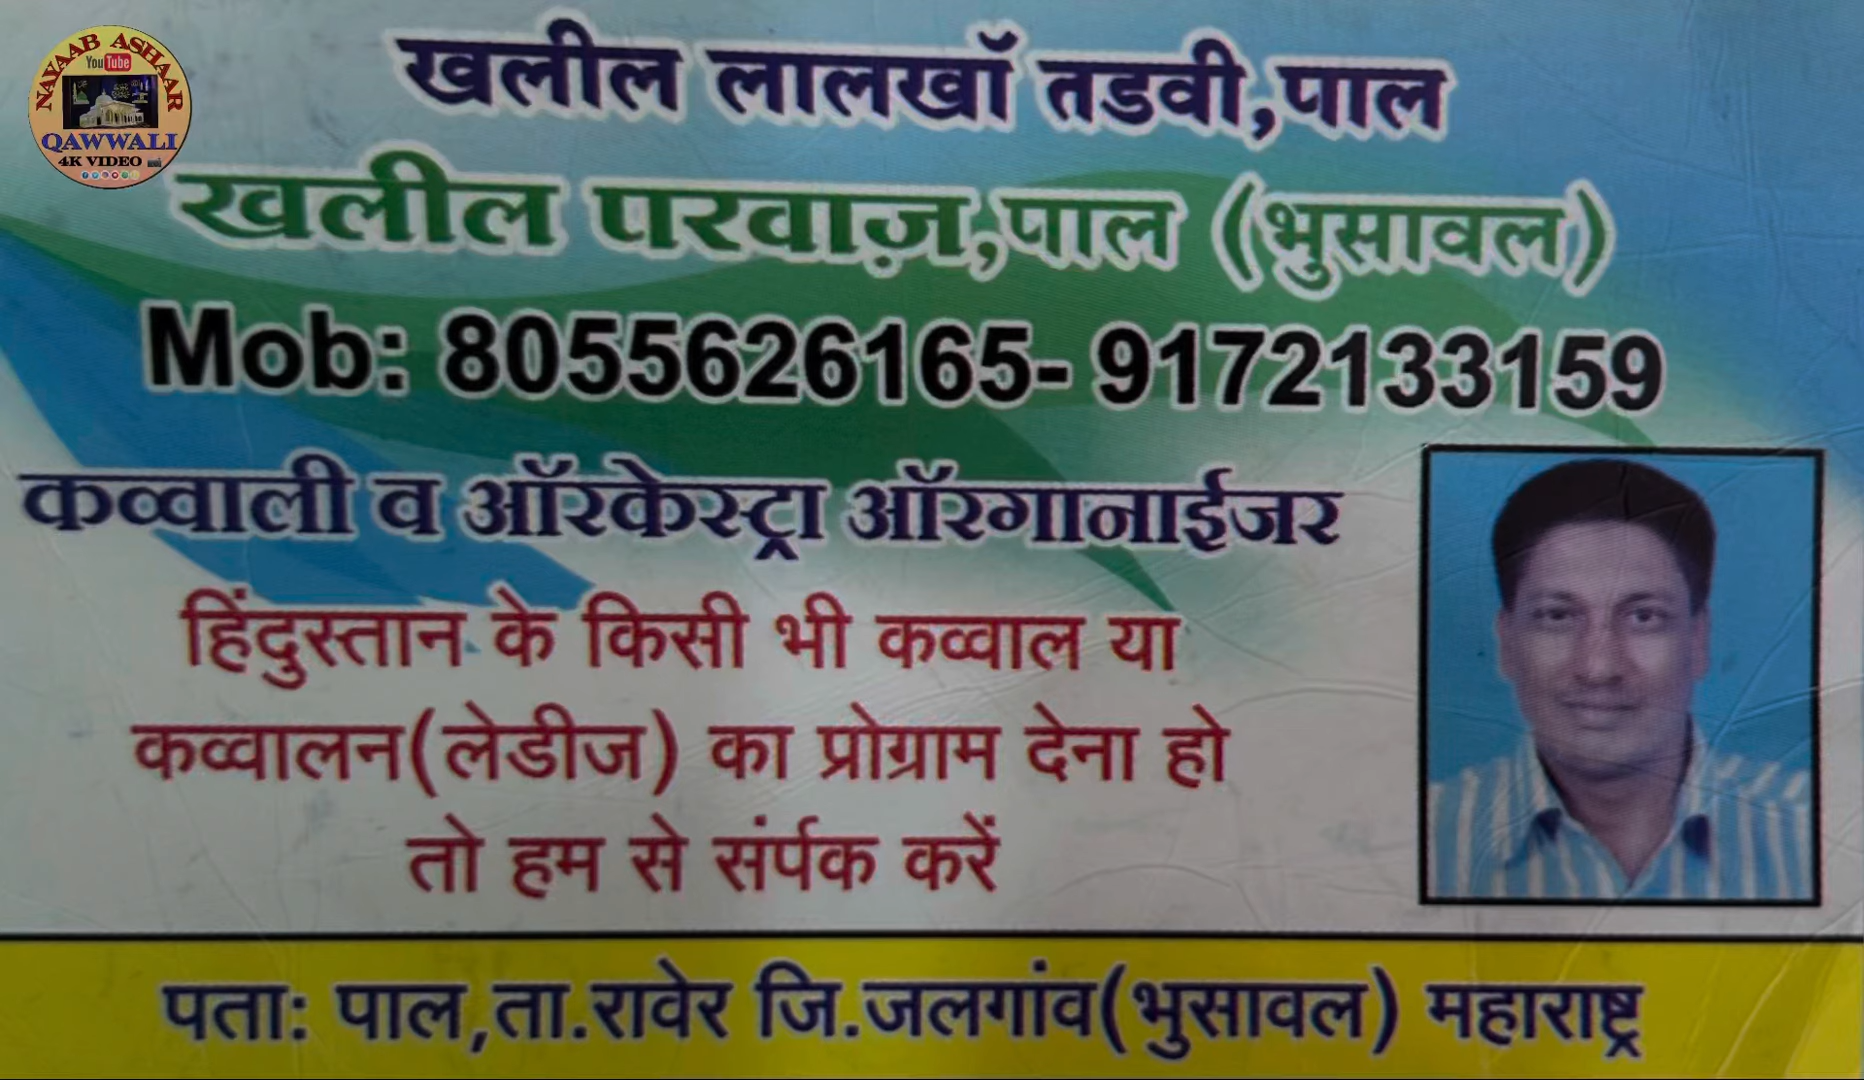 NAYAAB ASHAAR
YouTube
QAWWALI
4K VIDEO
खलील लालखाॅ तडवी,पाल
खलील परवाज़,पाल (भुसावल)
Mob: 8055626165- 9172133159
कव्वाली व ऑरकेस्ट्रा ऑरगानाईजर
हिंदुस्तान के किसी भी कव्वाल या
कव्वालन(लेडीज) का प्रोग्राम देना हो
तो हम से संर्पक करें
पता: पाल,ता.रावेर जि.जलगांव(भुसावल) महाराष्ट्र